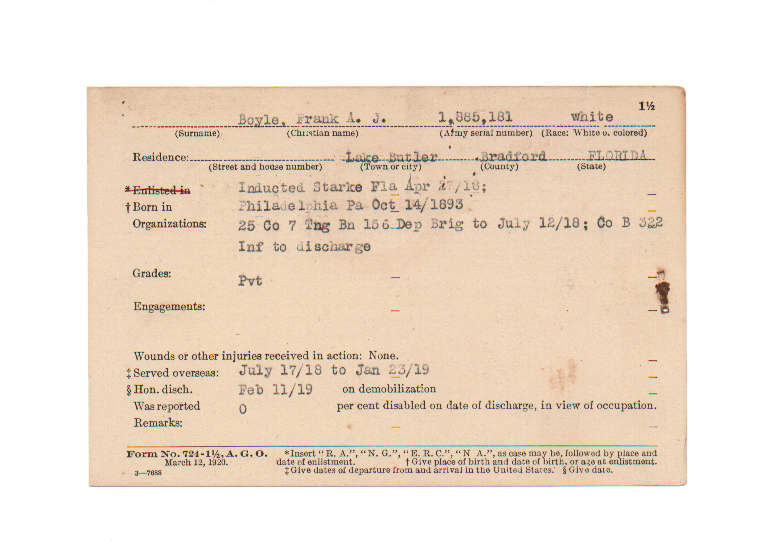 1½
Boyle, Frank A. J. 1,885,181 white
(Surname) (Christian name) (Army serial number) (Race: White o. colored)
Residence: Lake Butler Bradford FLORIDA
(Street and house number) (Town or city) (County) (State)
*Enlisted in Inducted Starke Fla Apr 27/18;
†Born in Philadelphia Pa Oct 14/1893
Organizations: 25 Co 7 Tng Bn 156 Dep Brig to July 12/18; Co B 322
Inf to discharge
Grades: Pvt
Engagements:
Wounds or other injuries received in action: None.
‡Served overseas: July 17/18 to Jan 23/19
§Hon. disch. Feb 11/19 on demobilization
Was reported 0 per cent disabled on date of discharge, in view of occupation.
Remarks:
Form No. 724-1½, A. G. O. *Insert "R. A.", "N. G.", "E. R. C.", "N A.", as case may be, followed by place and
March 12, 1920. date of enlistment. †Give place of birth and date of birth, or age at enlistment.
3—7688 ‡Give dates of departure from and arrival in the United States. §Give date.